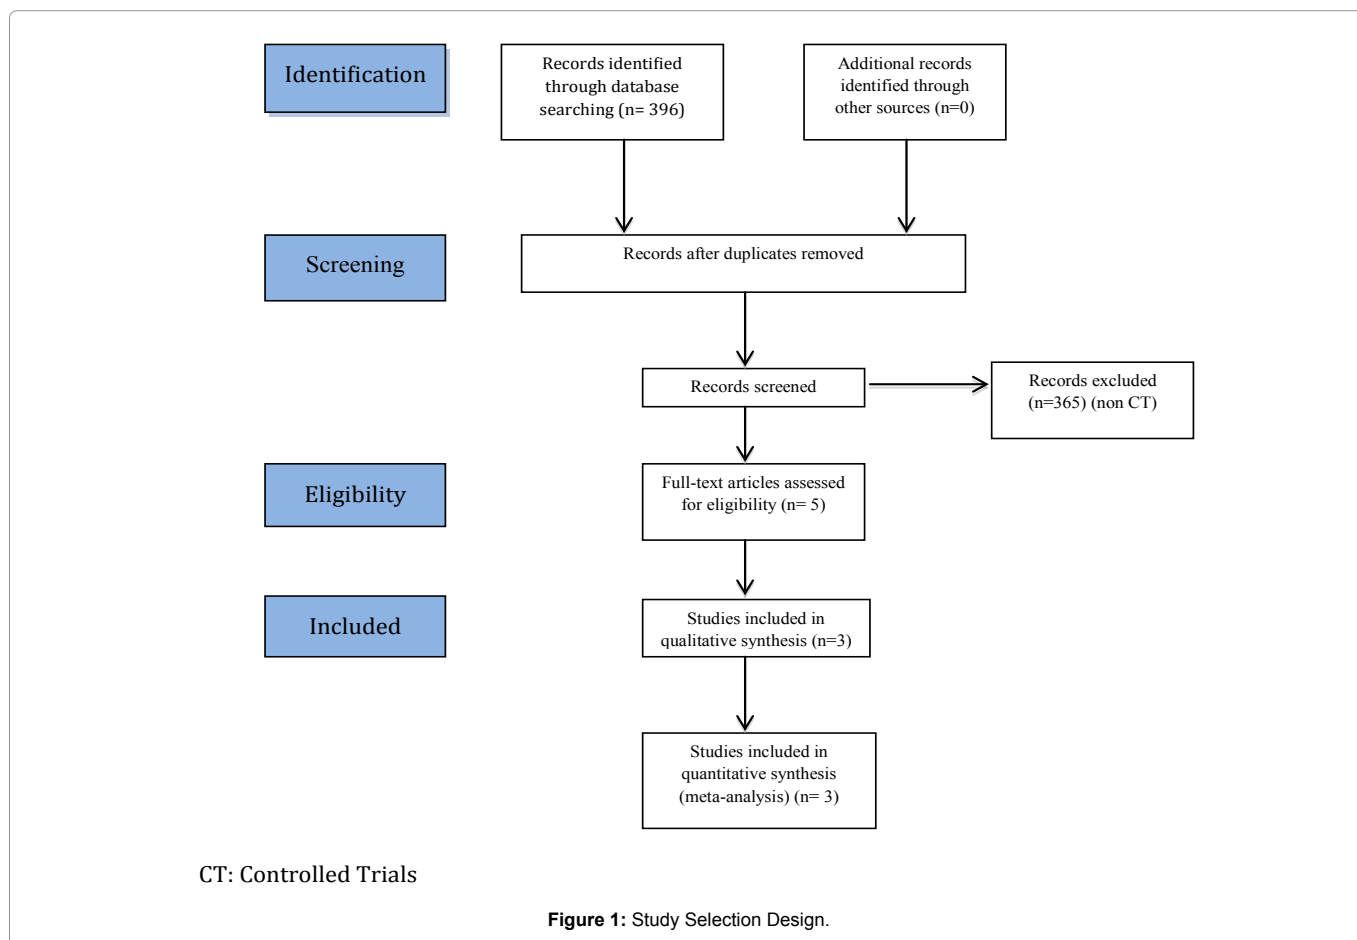 Identification
Records identified
through database
searching (n= 396)
Additional records
identified through
other sources (n=0)
Screening
Records after duplicates removed
Records screened
Records excluded
(n=365) (non CT)
Eligibility
Full-text articles assessed
for eligibility (n= 5)
Included
Studies included in
qualitative synthesis (n=3)
Studies included in
quantitative synthesis
(meta-analysis) (n= 3)
CT: Controlled Trials
Figure 1: Study Selection Design.